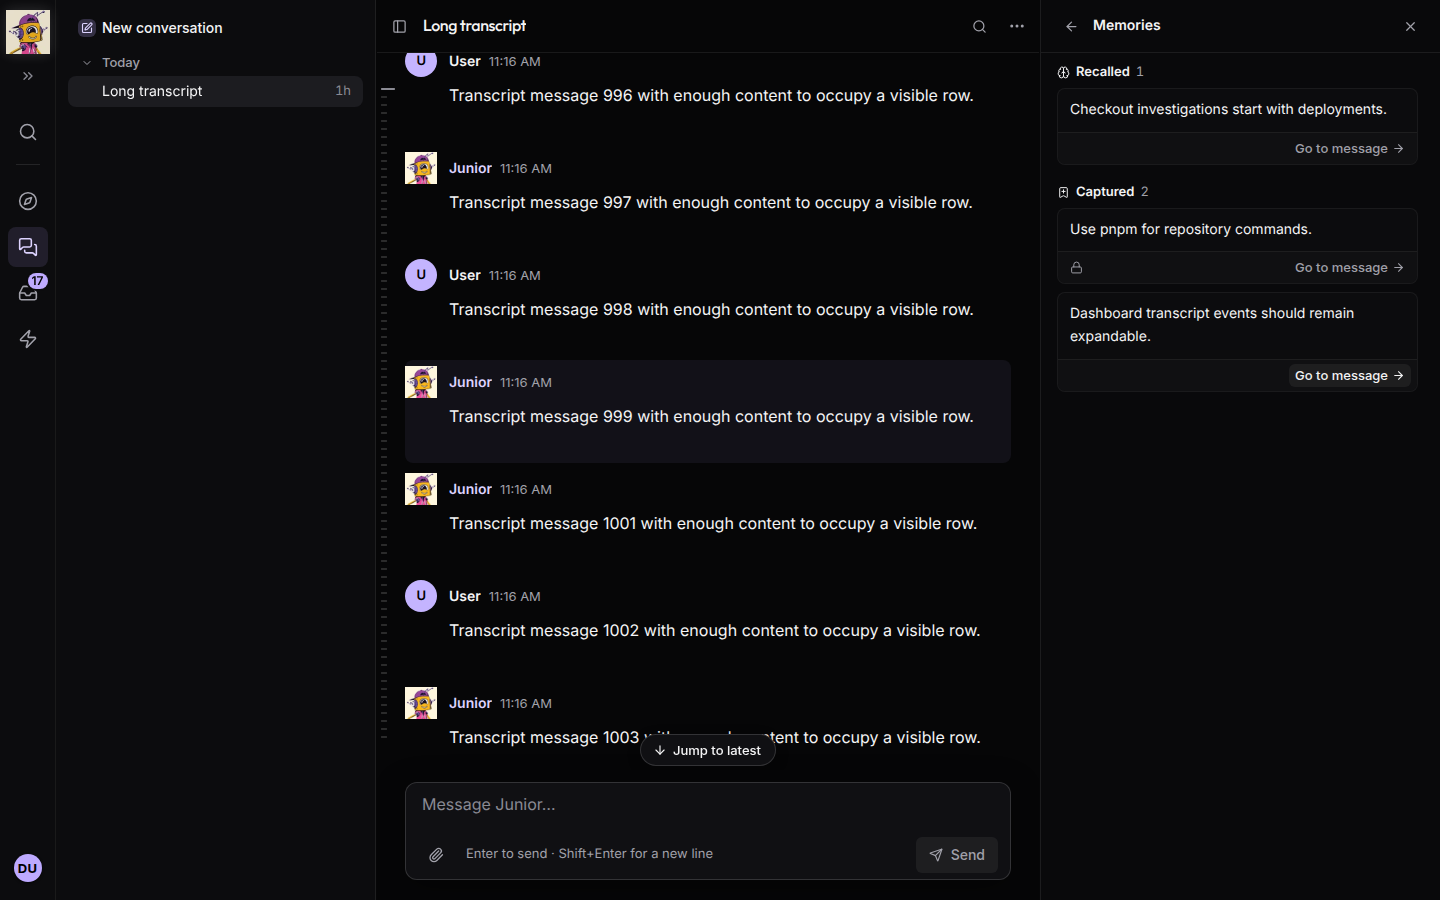 New conversation
Today
Long transcript
1h
17
DU
Long transcript
U
User 11:16 AM
Transcript message 996 with enough content to occupy a visible row.
Junior 11:16 AM
Transcript message 997 with enough content to occupy a visible row.
U
User 11:16 AM
Transcript message 998 with enough content to occupy a visible row.
Junior 11:16 AM
Transcript message 999 with enough content to occupy a visible row.
Junior 11:16 AM
Transcript message 1001 with enough content to occupy a visible row.
U
User 11:16 AM
Transcript message 1002 with enough content to occupy a visible row.
Junior 11:16 AM
Transcript message 1003 with enough content to occupy a visible row.
Jump to latest
Message Junior...
Enter to send · Shift+Enter for a new line
Send
Memories
Recalled 1
Checkout investigations start with deployments.
Go to message
Captured 2
Use pnpm for repository commands.
Go to message
Dashboard transcript events should remain
expandable.
Go to message